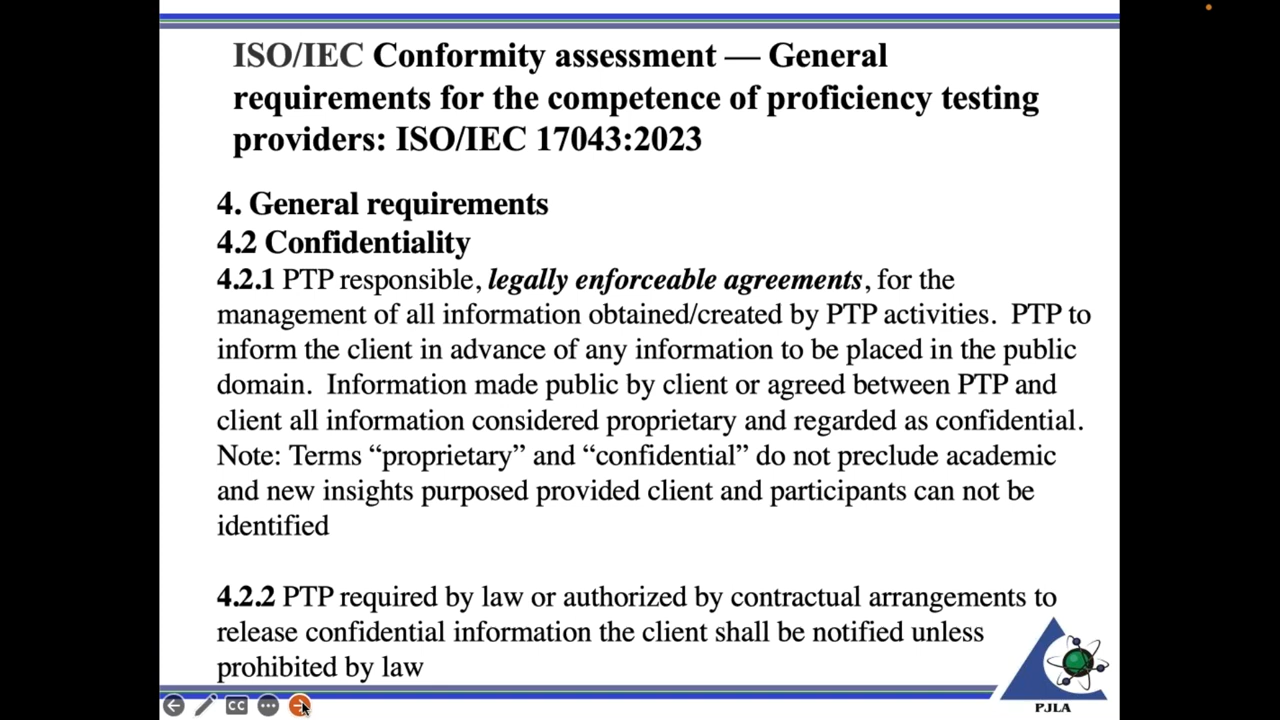 ISO/IEC Conformity assessment — General
requirements for the competence of proficiency testing
providers: ISO/IEC 17043:2023
4. General requirements
4.2 Confidentiality
4.2.1 PTP responsible, legally enforceable agreements, for the
management of all information obtained/created by PTP activities.  PTP to
inform the client in advance of any information to be placed in the public
domain.  Information made public by client or agreed between PTP and
client all information considered proprietary and regarded as confidential.
Note: Terms “proprietary” and “confidential” do not preclude academic
and new insights purposed provided client and participants can not be
identified
4.2.2 PTP required by law or authorized by contractual arrangements to
release confidential information the client shall be notified unless
prohibited by law
CC
PJLA